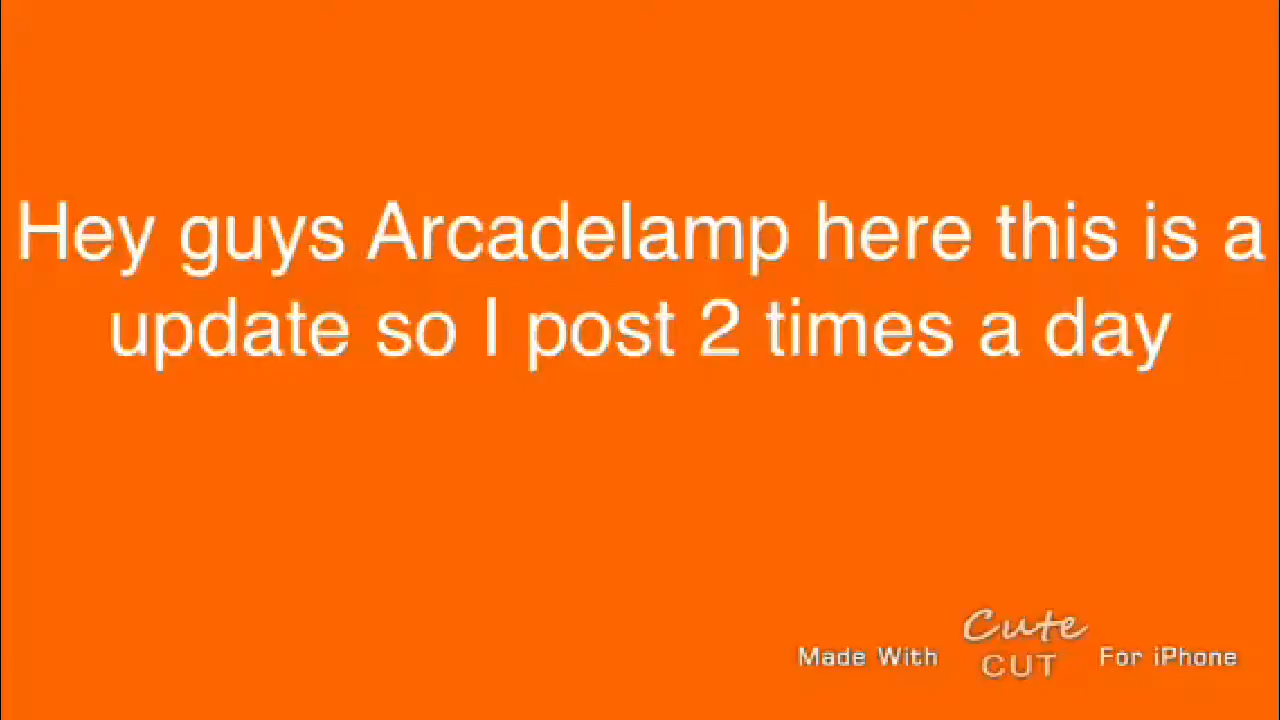 Hey guys Arcadelamp here this is a
update so I post 2 times a day
Made With Cute CUT For iPhone